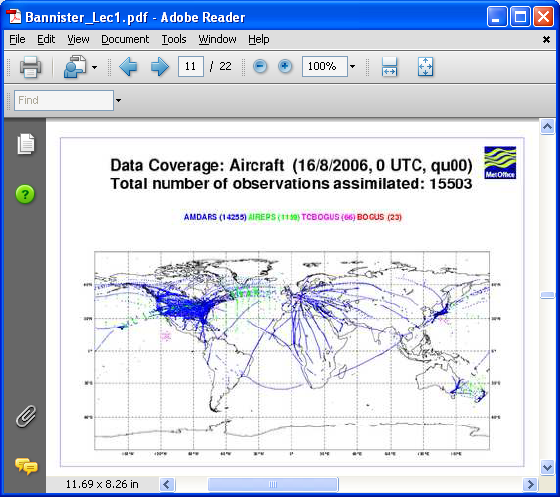 Bannister_Lec1.pdf - Adobe Reader
File Edit View Document Tools Window Help
11 / 22 100%
Find
Data Coverage: Aircraft (16/8/2006, 0 UTC, qu00)
Total number of observations assimilated: 15503
Met Office
AMDARS (14255) AIREPS (1159) TCBOGUS (66) BOGUS (23)
11.69 x 8.26 in